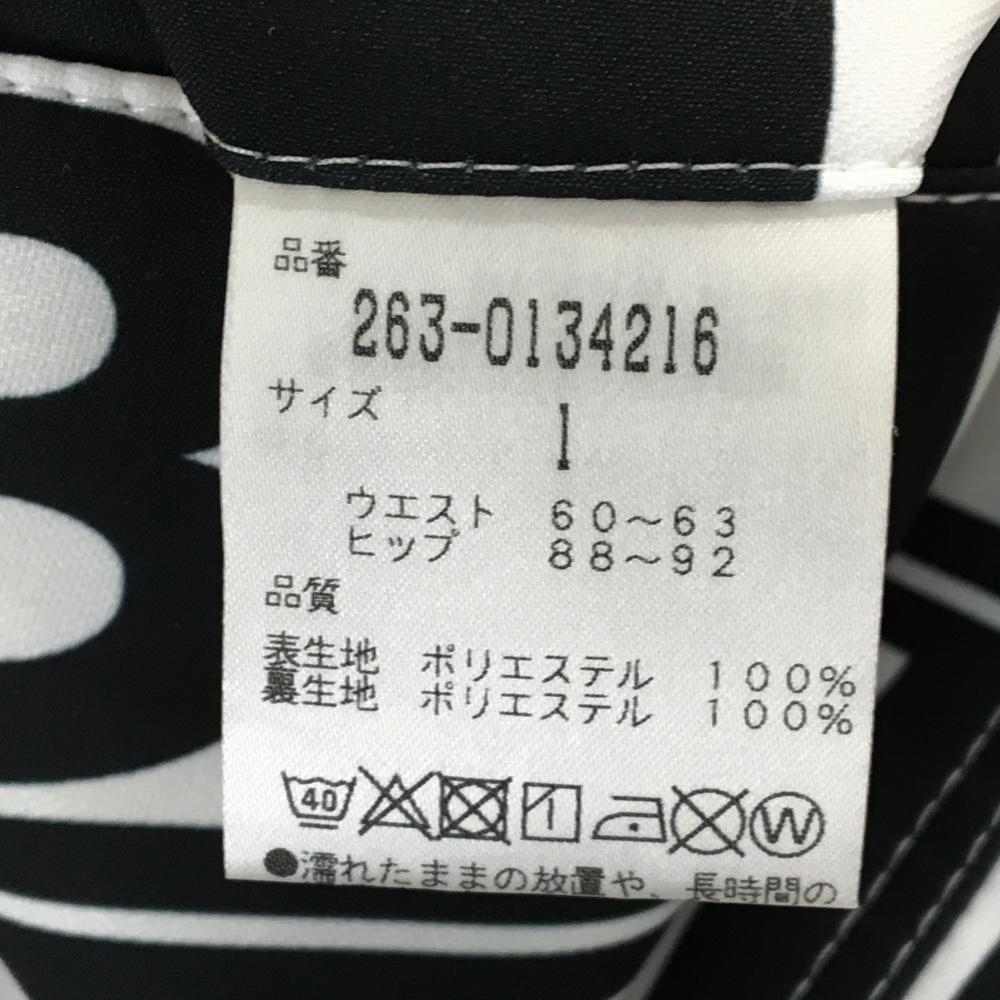 品番
263-0134216
サイズ
1
ウエスト 60~63
ヒップ 88~92
品質
表生地 ポリエステル 100%
裏生地 ポリエステル 100%
40 W
●濡れたままの放置や、長時間の